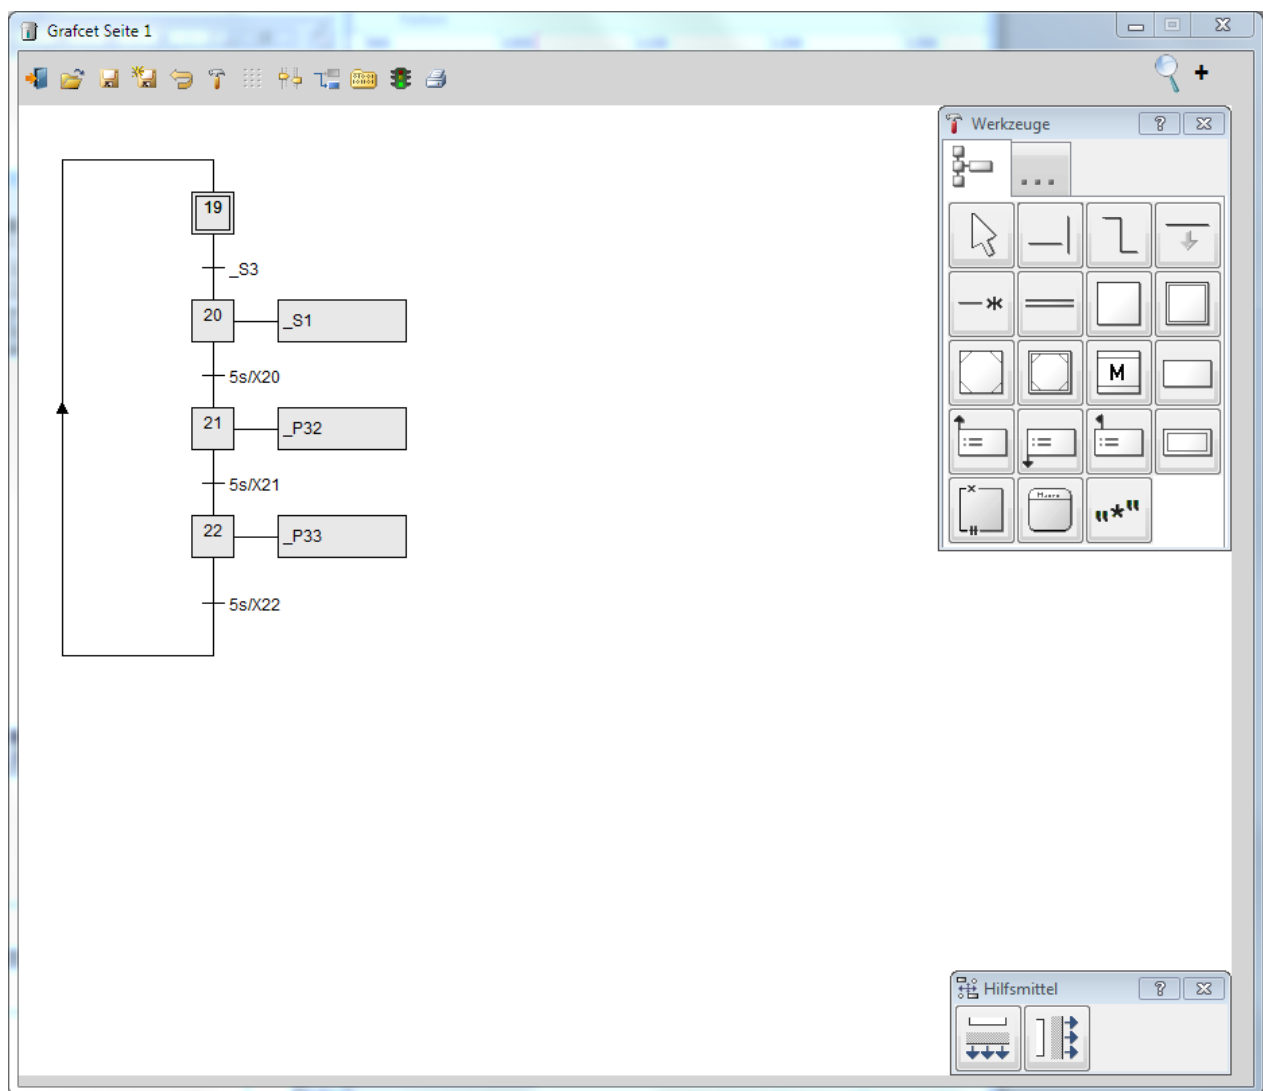 Grafcet Seite 1
+
Werkzeuge
?
...
19
_S3
20
_S1
5s/X20
M
21
_P32
:=
:=
:=
5s/X21
Macro
"*"
22
_P33
5s/X22
Hilfsmittel
?